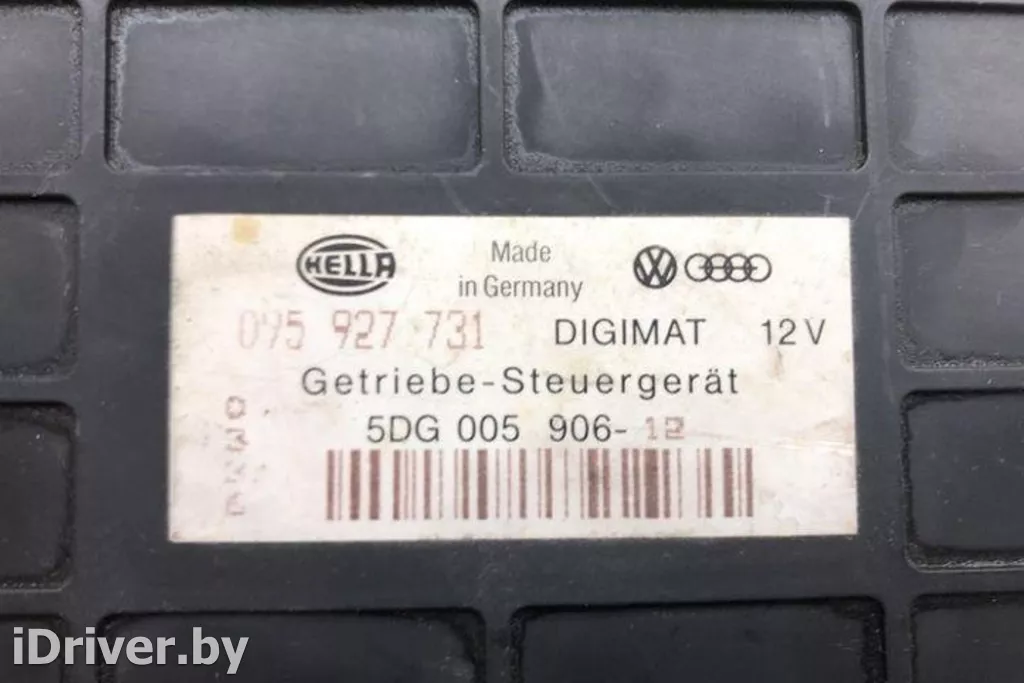 HELLA
Made
in Germany
095 927 731 DIGIMAT 12 V
Getriebe-Steuergerät
5DG 005 906- 12
iDriver.by